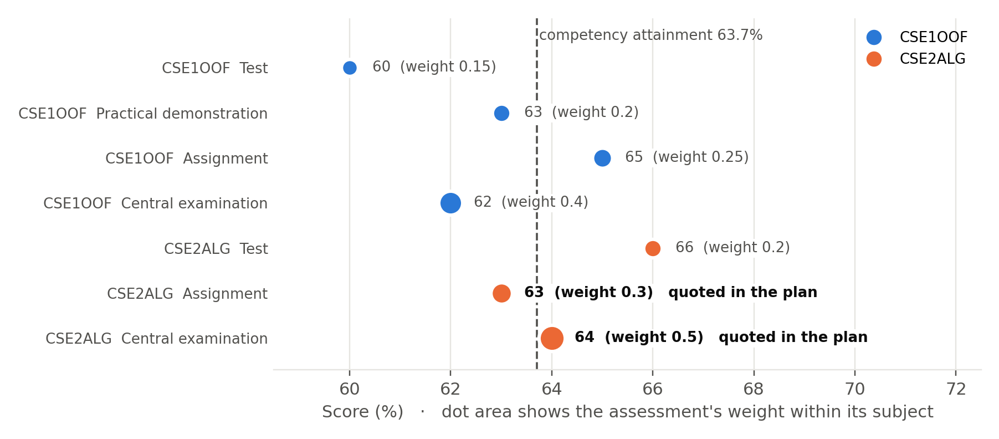 competency attainment 63.7%
CSE1OOF
CSE2ALG
CSE1OOF Test 60 (weight 0.15)
CSE1OOF Practical demonstration 63 (weight 0.2)
CSE1OOF Assignment 65 (weight 0.25)
CSE1OOF Central examination 62 (weight 0.4)
CSE2ALG Test 66 (weight 0.2)
CSE2ALG Assignment 63 (weight 0.3) quoted in the plan
CSE2ALG Central examination 64 (weight 0.5) quoted in the plan
60 62 64 66 68 70 72
Score (%) · dot area shows the assessment's weight within its subject